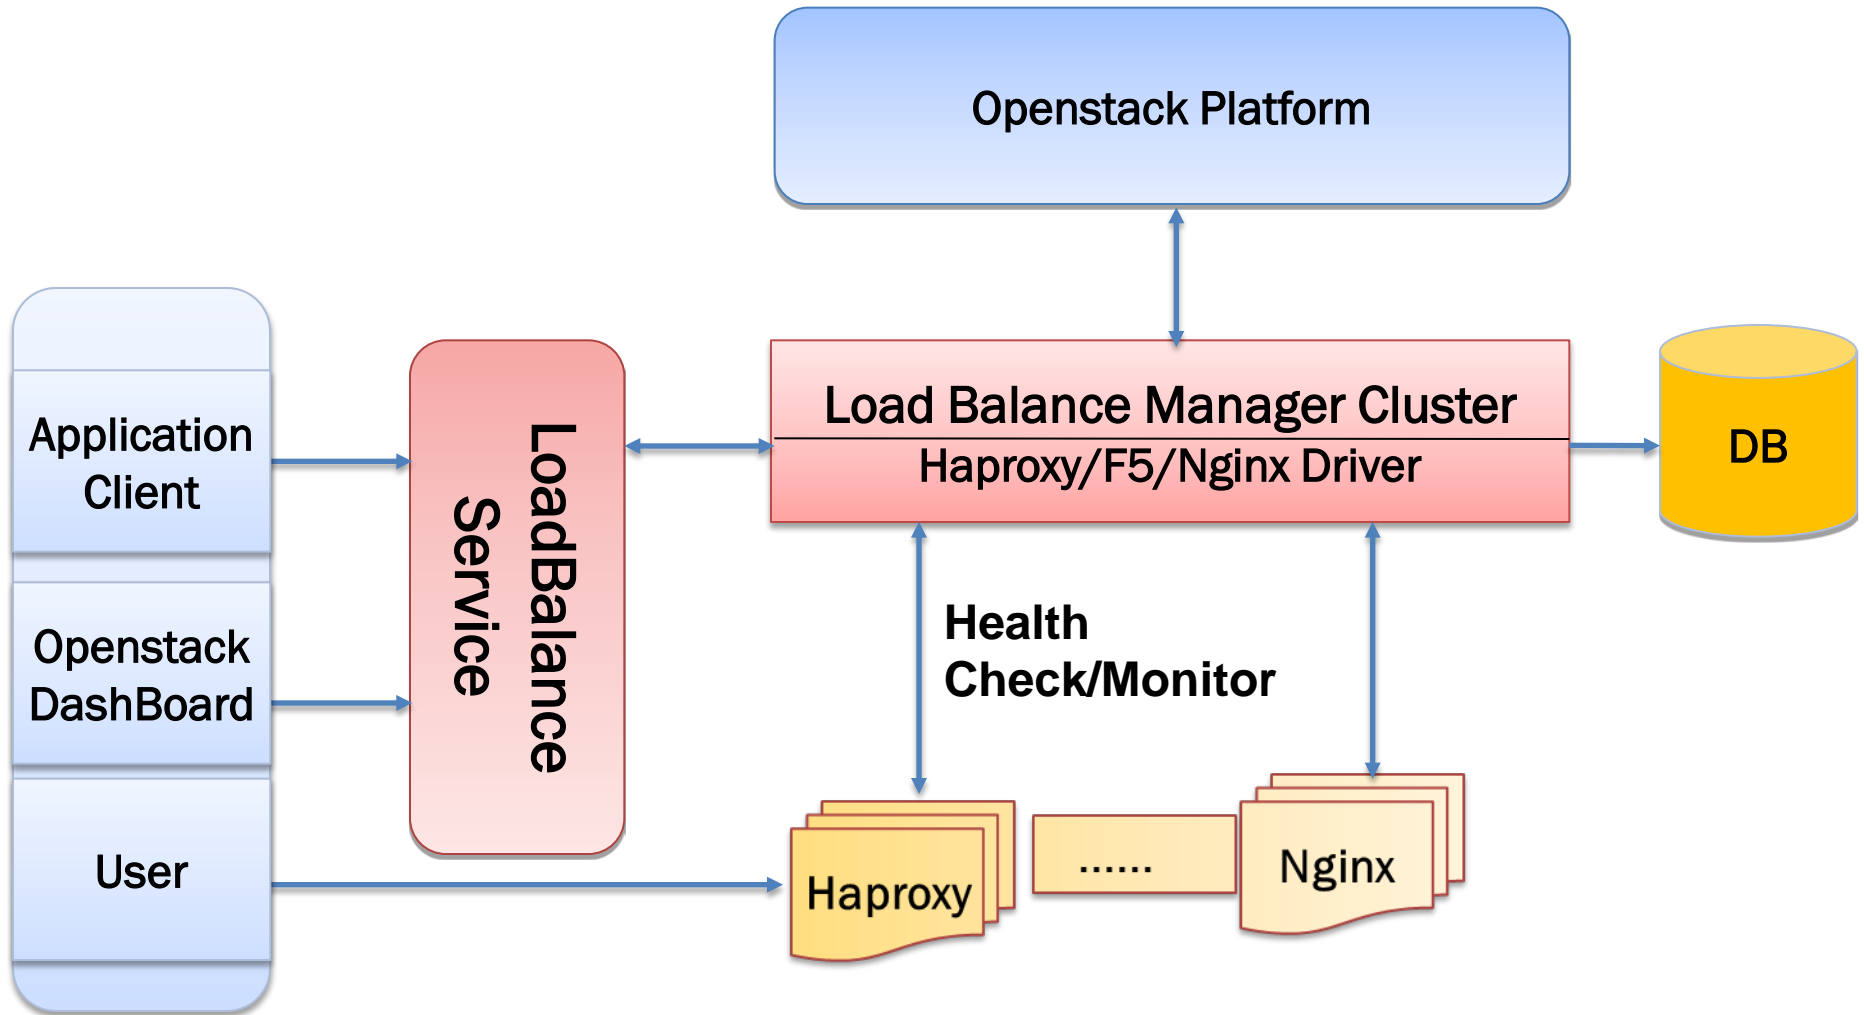 Openstack Platform
Application
Client
Openstack
DashBoard
User
LoadBalance
Service
Load Balance Manager Cluster
Haproxy/F5/Nginx Driver
DB
Health
Check/Monitor
Haproxy
......
Nginx